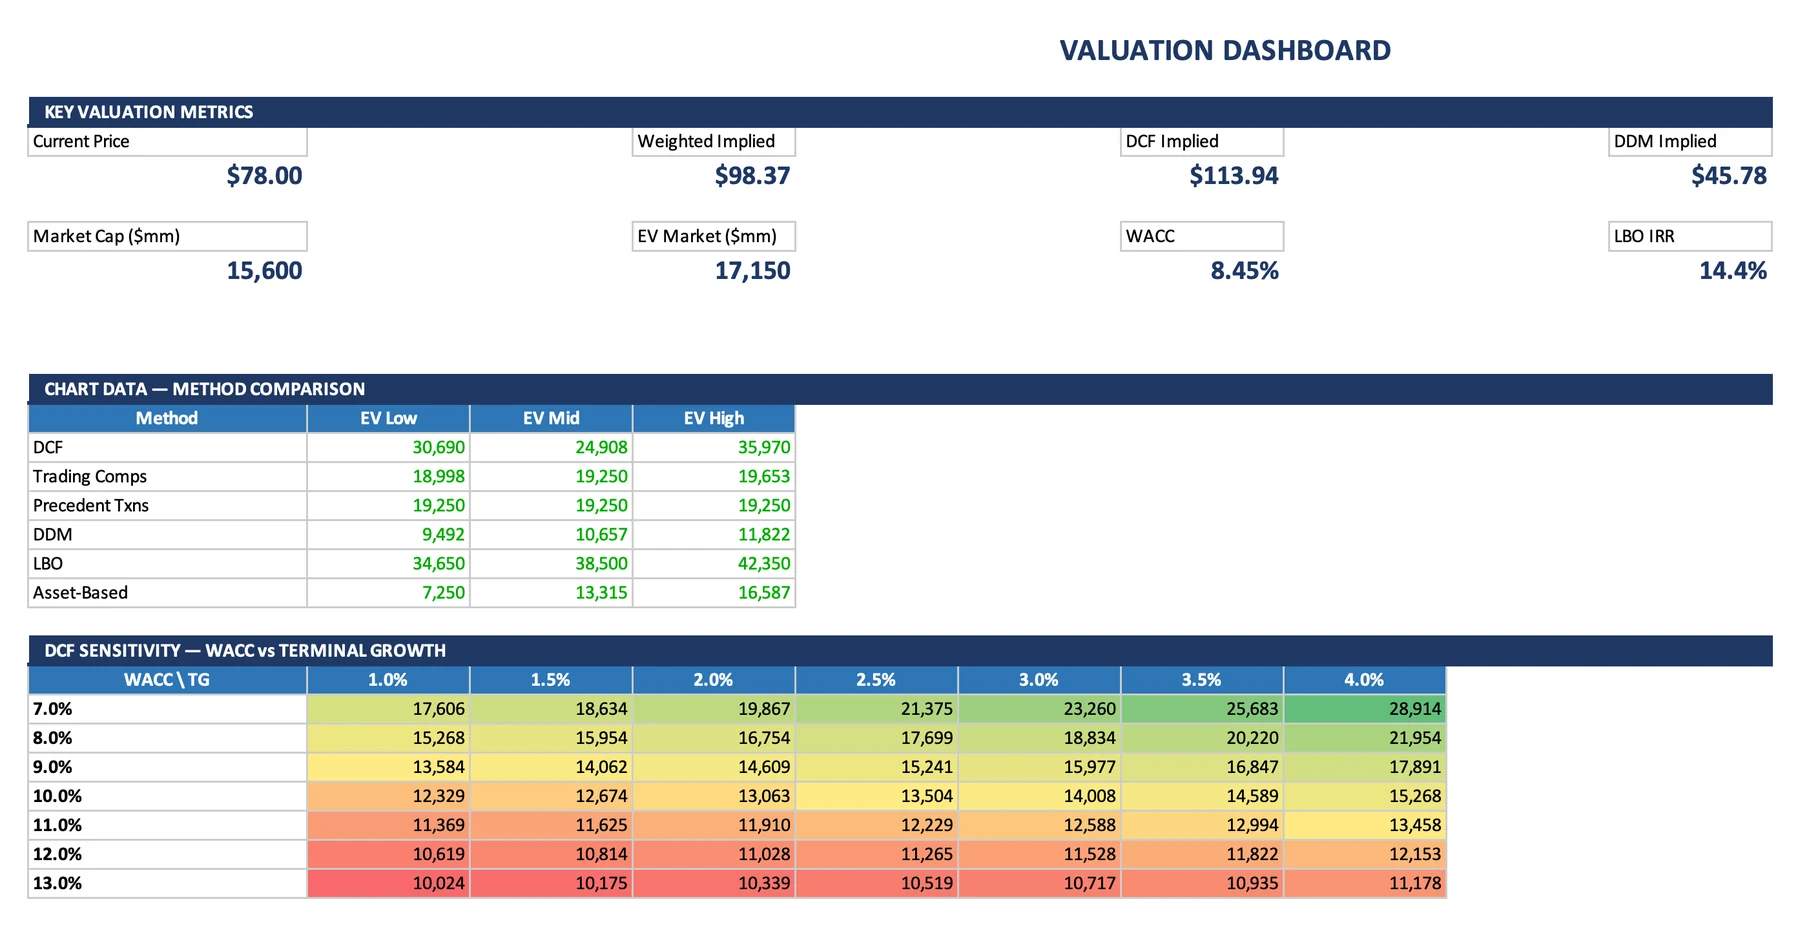 VALUATION DASHBOARD
KEY VALUATION METRICS
Current Price Weighted Implied DCF Implied DDM Implied
$78.00 $98.37 $113.94 $45.78
Market Cap ($mm) EV Market ($mm) WACC LBO IRR
15,600 17,150 8.45% 14.4%
CHART DATA — METHOD COMPARISON
Method EV Low EV Mid EV High
DCF 30,690 24,908 35,970
Trading Comps 18,998 19,250 19,653
Precedent Txns 19,250 19,250 19,250
DDM 9,492 10,657 11,822
LBO 34,650 38,500 42,350
Asset-Based 7,250 13,315 16,587
DCF SENSITIVITY — WACC vs TERMINAL GROWTH
WACC \ TG 1.0% 1.5% 2.0% 2.5% 3.0% 3.5% 4.0%
7.0% 17,606 18,634 19,867 21,375 23,260 25,683 28,914
8.0% 15,268 15,954 16,754 17,699 18,834 20,220 21,954
9.0% 13,584 14,062 14,609 15,241 15,977 16,847 17,891
10.0% 12,329 12,674 13,063 13,504 14,008 14,589 15,268
11.0% 11,369 11,625 11,910 12,229 12,588 12,994 13,458
12.0% 10,619 10,814 11,028 11,265 11,528 11,822 12,153
13.0% 10,024 10,175 10,339 10,519 10,717 10,935 11,178